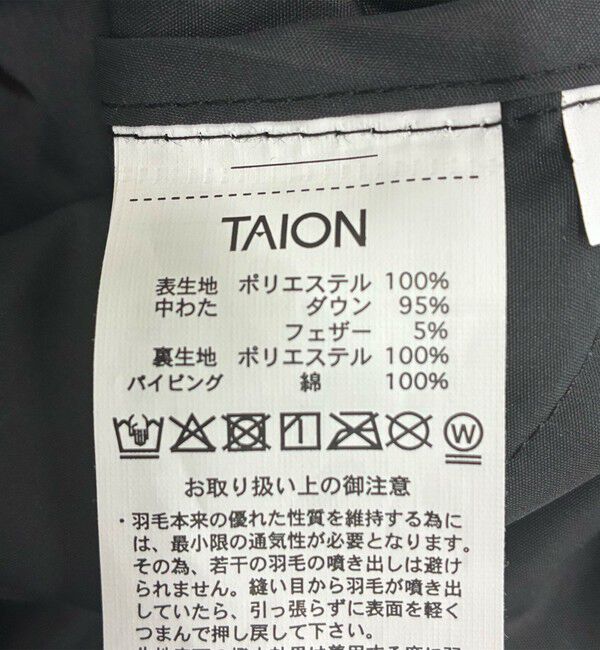 TAION
表生地 ポリエステル 100%
中わた ダウン 95%
フェザー 5%
裏生地 ポリエステル 100%
パイピング 綿 100%
W
お取り扱い上の御注意
・羽毛本来の優れた性質を維持する為に
は、最小限の通気性が必要となります。
その為、若干の羽毛の噴き出しは避け
られません。縫い目から羽毛が噴き出
していたら、引っ張らずに表面を軽く
つまんで押し戻して下さい。